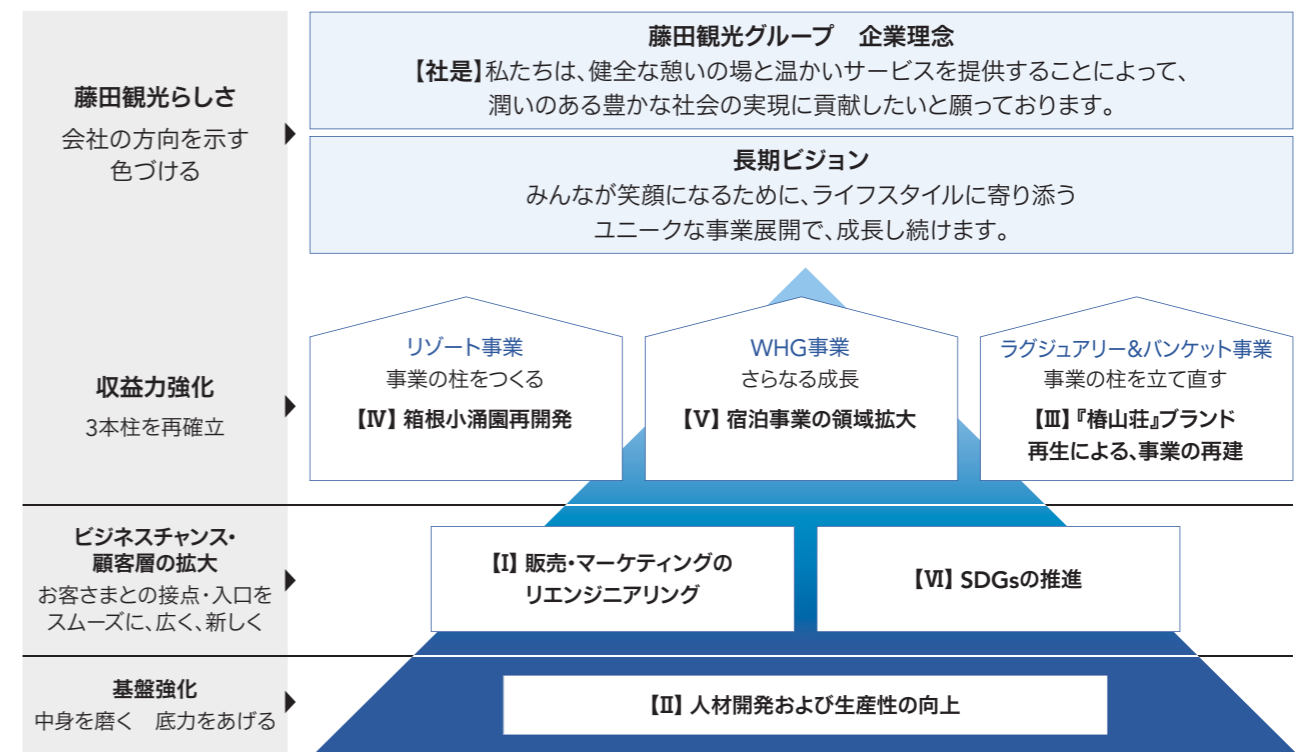 藤田観光らしさ
会社の方向を示す
色づける
藤田観光グループ　企業理念
【社是】私たちは、健全な憩いの場と温かいサービスを提供することによって、
潤いのある豊かな社会の実現に貢献したいと願っております。
長期ビジョン
みんなが笑顔になるために、ライフスタイルに寄り添う
ユニークな事業展開で、成長し続けます。
収益力強化
3本柱を再確立
リゾート事業
事業の柱をつくる
【Ⅳ】箱根小涌園再開発
WHG事業
さらなる成長
【Ⅴ】宿泊事業の領域拡大
ラグジュアリー&バンケット事業
事業の柱を立て直す
【Ⅲ】『椿山荘』ブランド
再生による、事業の再建
ビジネスチャンス・
顧客層の拡大
お客さまとの接点・入口を
スムーズに、広く、新しく
【Ⅰ】販売・マーケティングの
リエンジニアリング
【Ⅵ】SDGsの推進
基盤強化
中身を磨く　底力をあげる
【Ⅱ】人材開発および生産性の向上